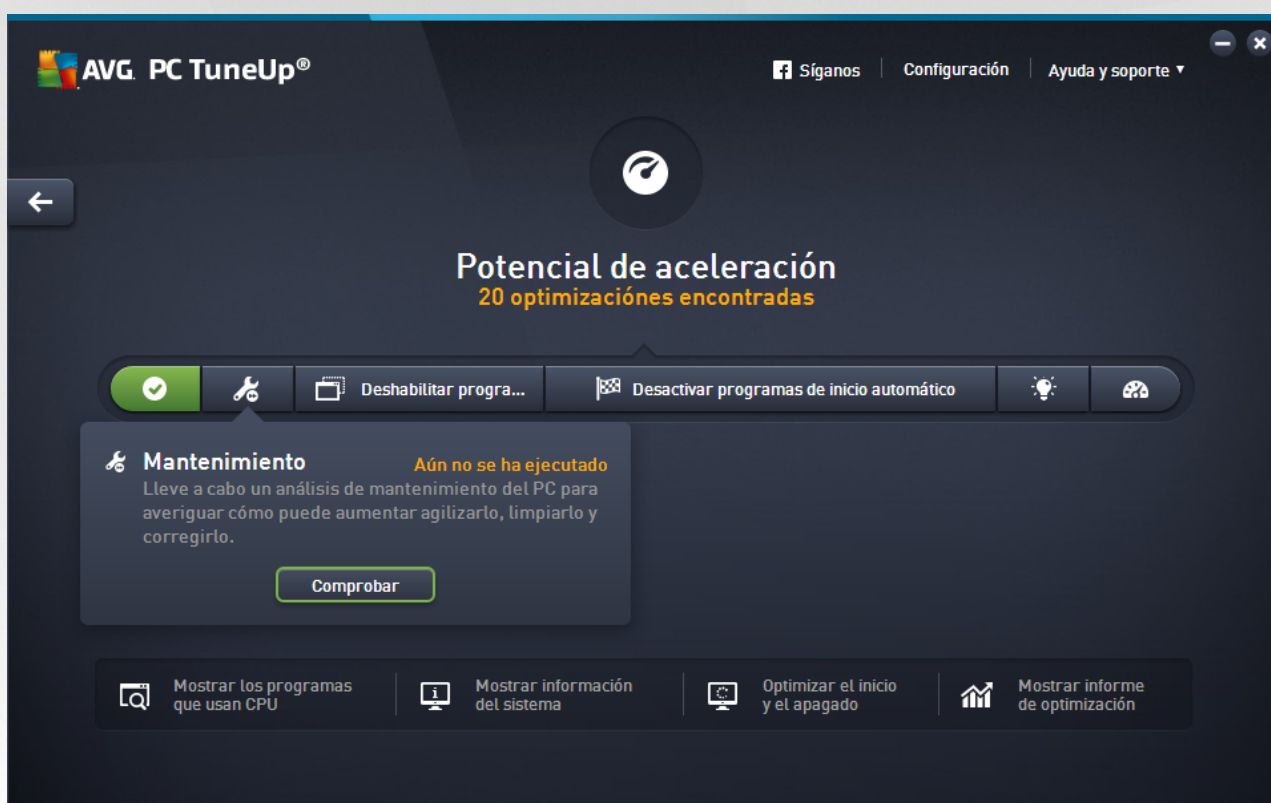 AVG. PC TuneUp®
Síganos
Configuración
Ayuda y soporte
Potencial de aceleración
20 optimizaciónes encontradas
Deshabilitar progra...
Desactivar programas de inicio automático
Mantenimiento
Aún no se ha ejecutado
Lleve a cabo un análisis de mantenimiento del PC para
averiguar cómo puede aumentar agilizarlo, limpiarlo y
corregirlo.
Comprobar
Mostrar los programas
que usan CPU
Mostrar información
del sistema
Optimizar el inicio
y el apagado
Mostrar informe
de optimización